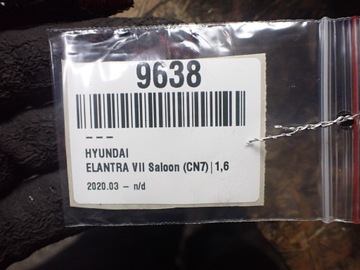 9638
---
HYUNDAI
ELANTRA VII Saloon (CN7)|1,6
2020.03 - n/d